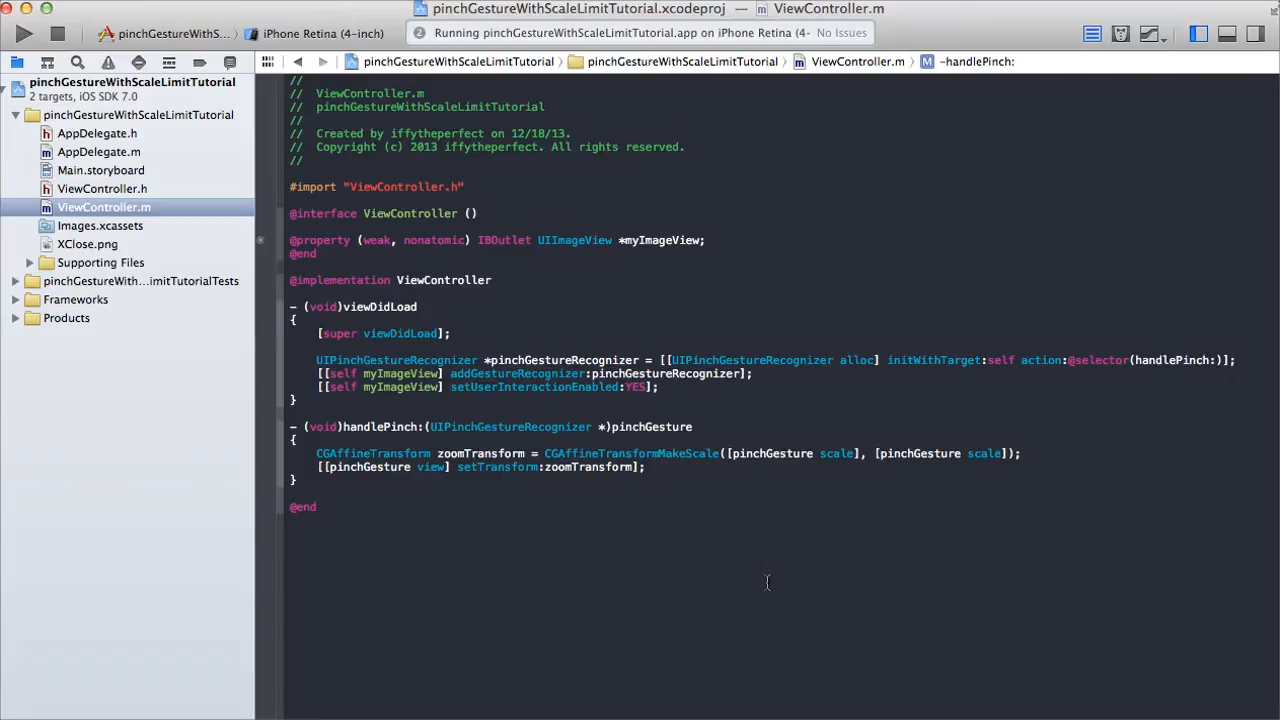 pinchGestureWithScaleLimitTutorial.xcodeproj — ViewController.m
pinchGestureWithS... iPhone Retina (4-inch)
2 Running pinchGestureWithScaleLimitTutorial.app on iPhone Retina (4- No Issues
pinchGestureWithScaleLimitTutorial
2 targets, iOS SDK 7.0
pinchGestureWithScaleLimitTutorial
h AppDelegate.h
m AppDelegate.m
Main.storyboard
h ViewController.h
m ViewController.m
Images.xcassets
XClose.png
Supporting Files
pinchGestureWith...imitTutorialTests
Frameworks
Products
pinchGestureWithScaleLimitTutorial pinchGestureWithScaleLimitTutorial m ViewController.m M -handlePinch:
//
// ViewController.m
// pinchGestureWithScaleLimitTutorial
//
// Created by iffytheperfect on 12/18/13.
// Copyright (c) 2013 iffytheperfect. All rights reserved.
//
#import "ViewController.h"
@interface ViewController ()
@property (weak, nonatomic) IBOutlet UIImageView *myImageView;
@end
@implementation ViewController
- (void)viewDidLoad
{
[super viewDidLoad];
UIPinchGestureRecognizer *pinchGestureRecognizer = [[UIPinchGestureRecognizer alloc] initWithTarget:self action:@selector(handlePinch:)];
[[self myImageView] addGestureRecognizer:pinchGestureRecognizer];
[[self myImageView] setUserInteractionEnabled:YES];
}
- (void)handlePinch:(UIPinchGestureRecognizer *)pinchGesture
{
CGAffineTransform zoomTransform = CGAffineTransformMakeScale([pinchGesture scale], [pinchGesture scale]);
[[pinchGesture view] setTransform:zoomTransform];
}
@end